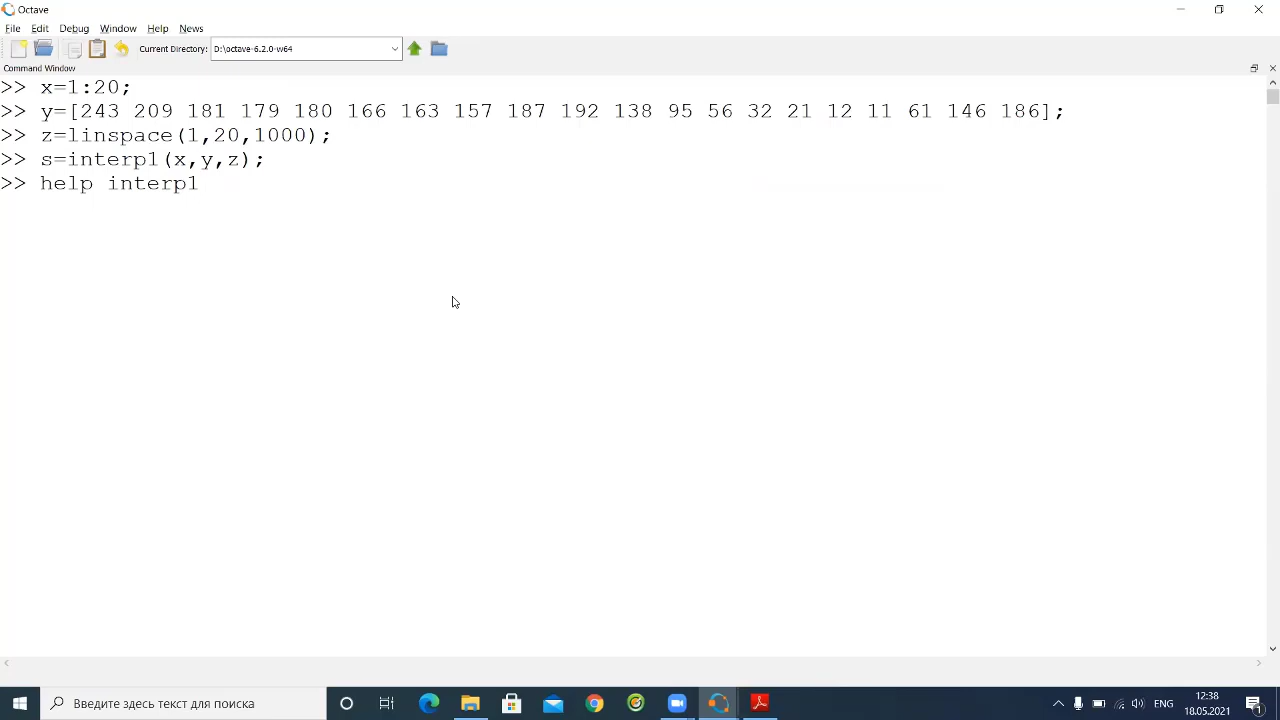 Octave
File Edit Debug Window Help News
Current Directory: D:\octave-6.2.0-w64
Command Window
>> x=1:20;
>> y=[243 209 181 179 180 166 163 157 187 192 138 95 56 32 21 12 11 61 146 186];
>> z=linspace(1,20,1000);
>> s=interp1(x,y,z);
>> help interp1
Введите здесь текст для поиска
ENG
12:38
18.05.2021
1